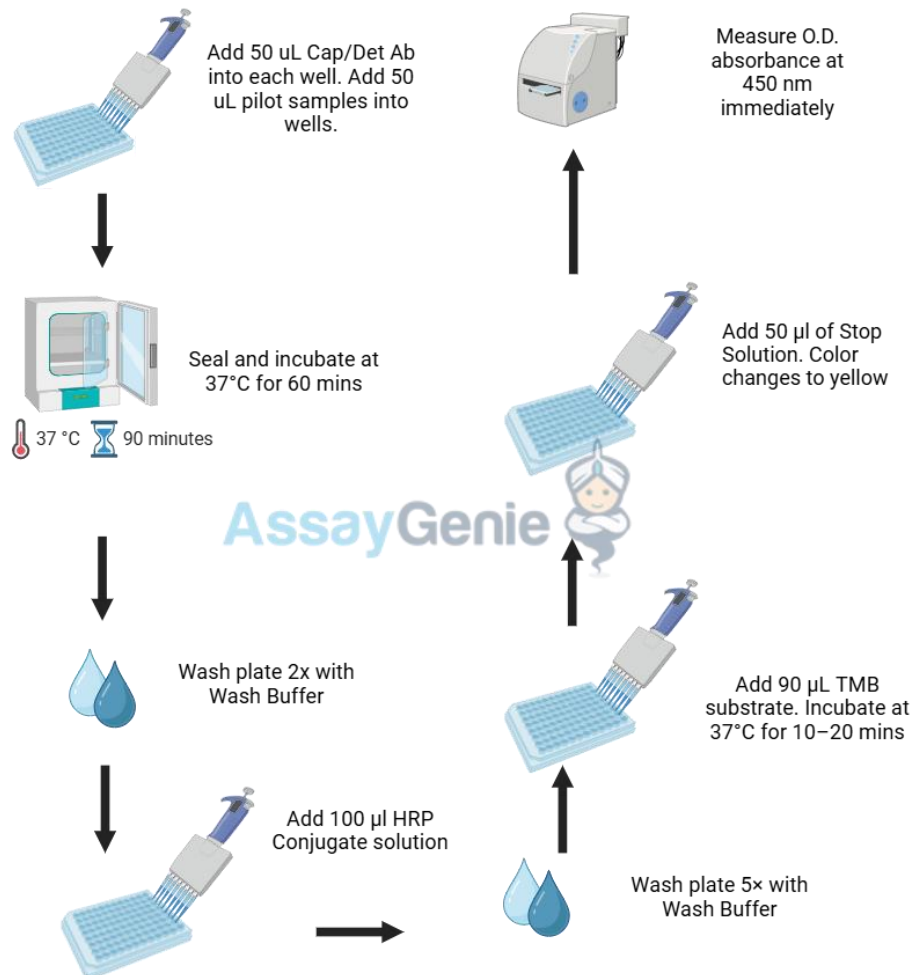 Add 50 uL Cap/Det Ab
into each well. Add 50
uL pilot samples into
wells.
Seal and incubate at
37°C for 60 mins
37 °C
90 minutes
Wash plate 2x with
Wash Buffer
Add 100 µl HRP
Conjugate solution
Wash plate 5× with
Wash Buffer
Add 90 µL TMB
substrate. Incubate at
37°C for 10–20 mins
Add 50 µl of Stop
Solution. Color
changes to yellow
Measure O.D.
absorbance at
450 nm
immediately
AssayGenie